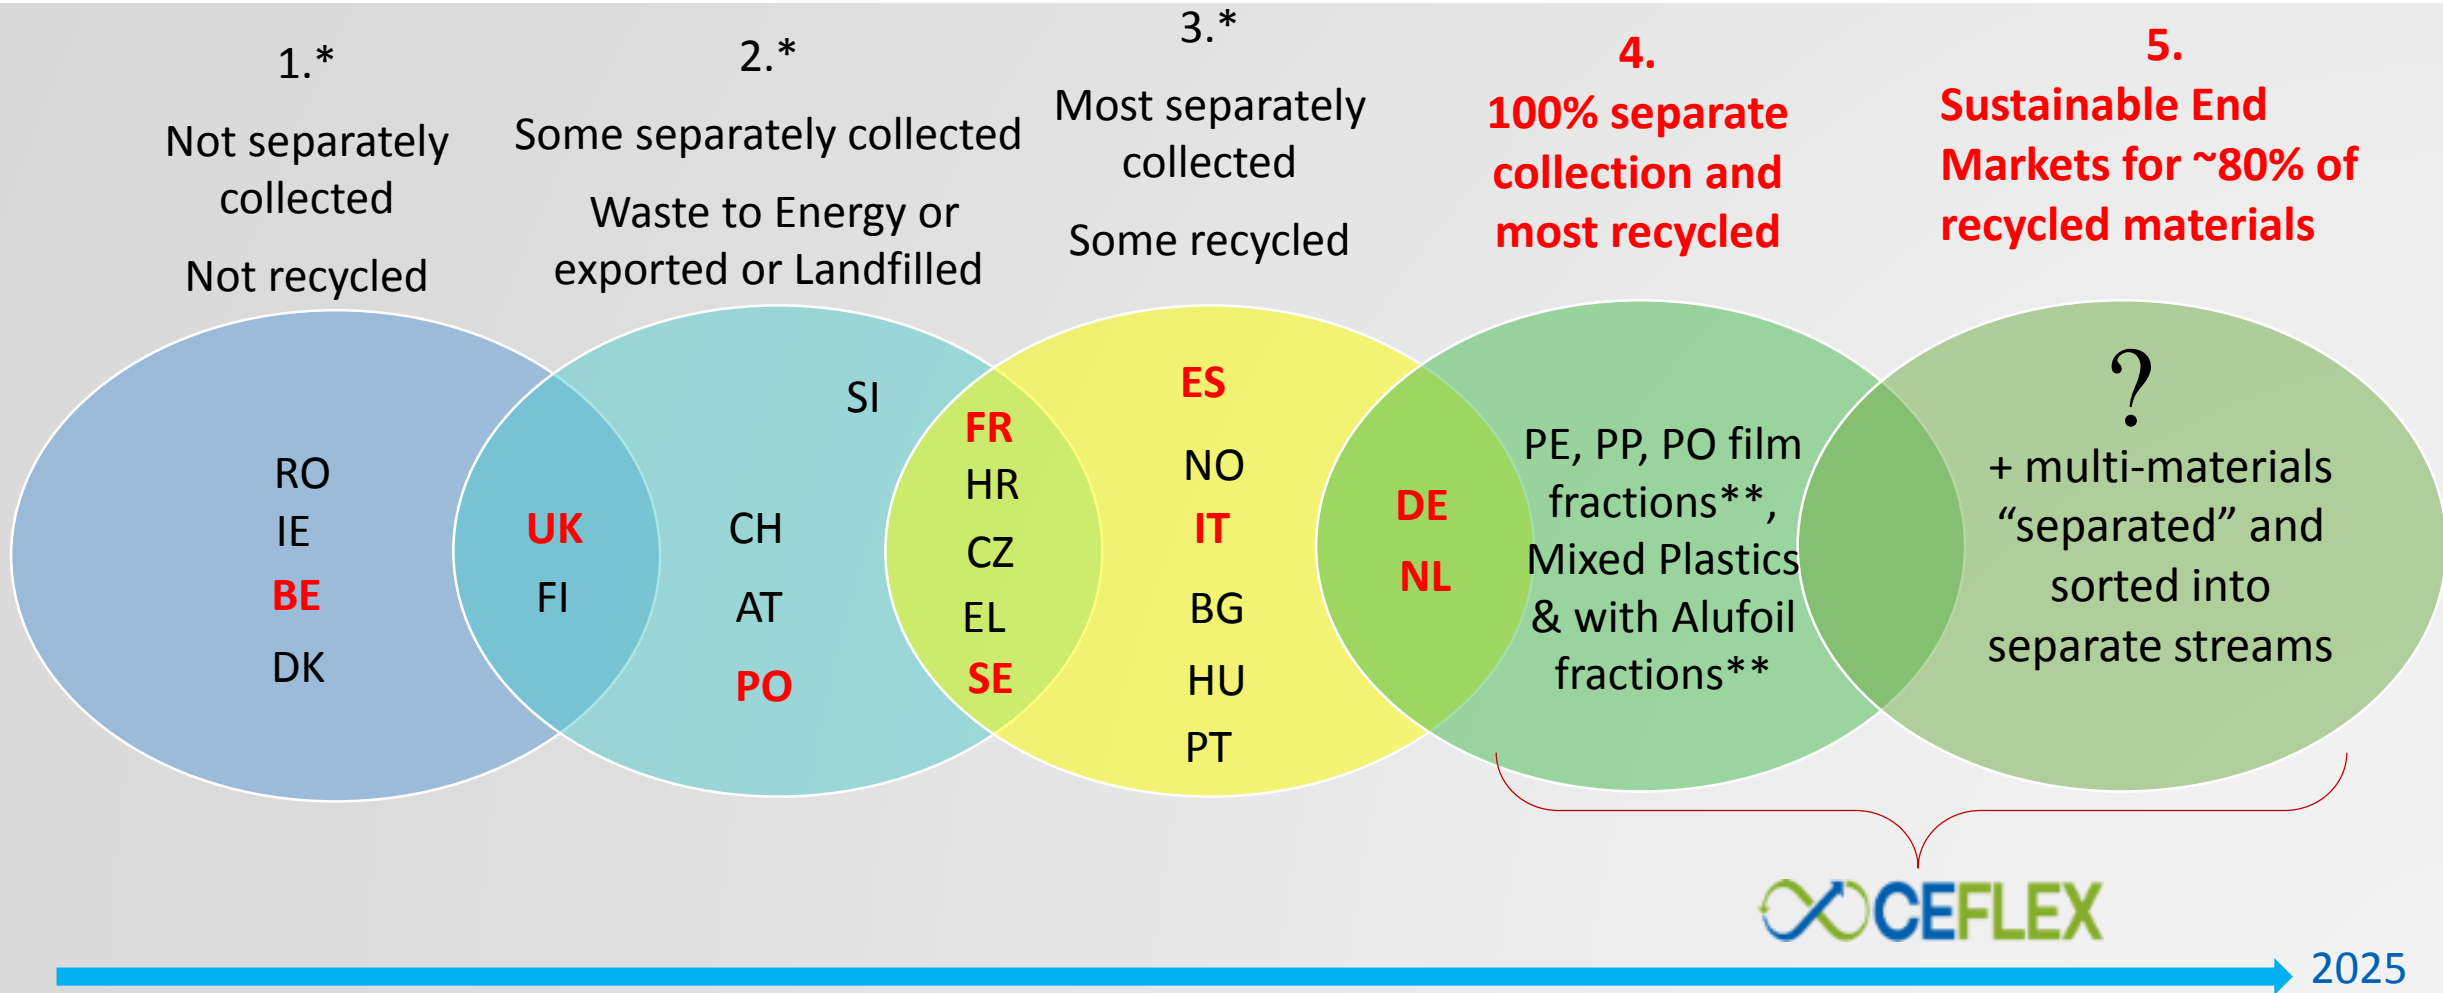 1.*
Not separately
collected
Not recycled
2.*
Some separately collected
Waste to Energy or
exported or Landfilled
3.*
Most separately
collected
Some recycled
4.
100% separate
collection and
most recycled
5.
Sustainable End
Markets for ~80% of
recycled materials
RO
IE
BE
DK
UK
FI
SI
CH
AT
PO
FR
HR
CZ
EL
SE
ES
NO
IT
BG
HU
PT
DE
NL
PE, PP, PO film
fractions**,
Mixed Plastics
& with Alufoil
fractions**
?
+ multi-materials
“separated” and
sorted into
separate streams
CEFLEX
2025